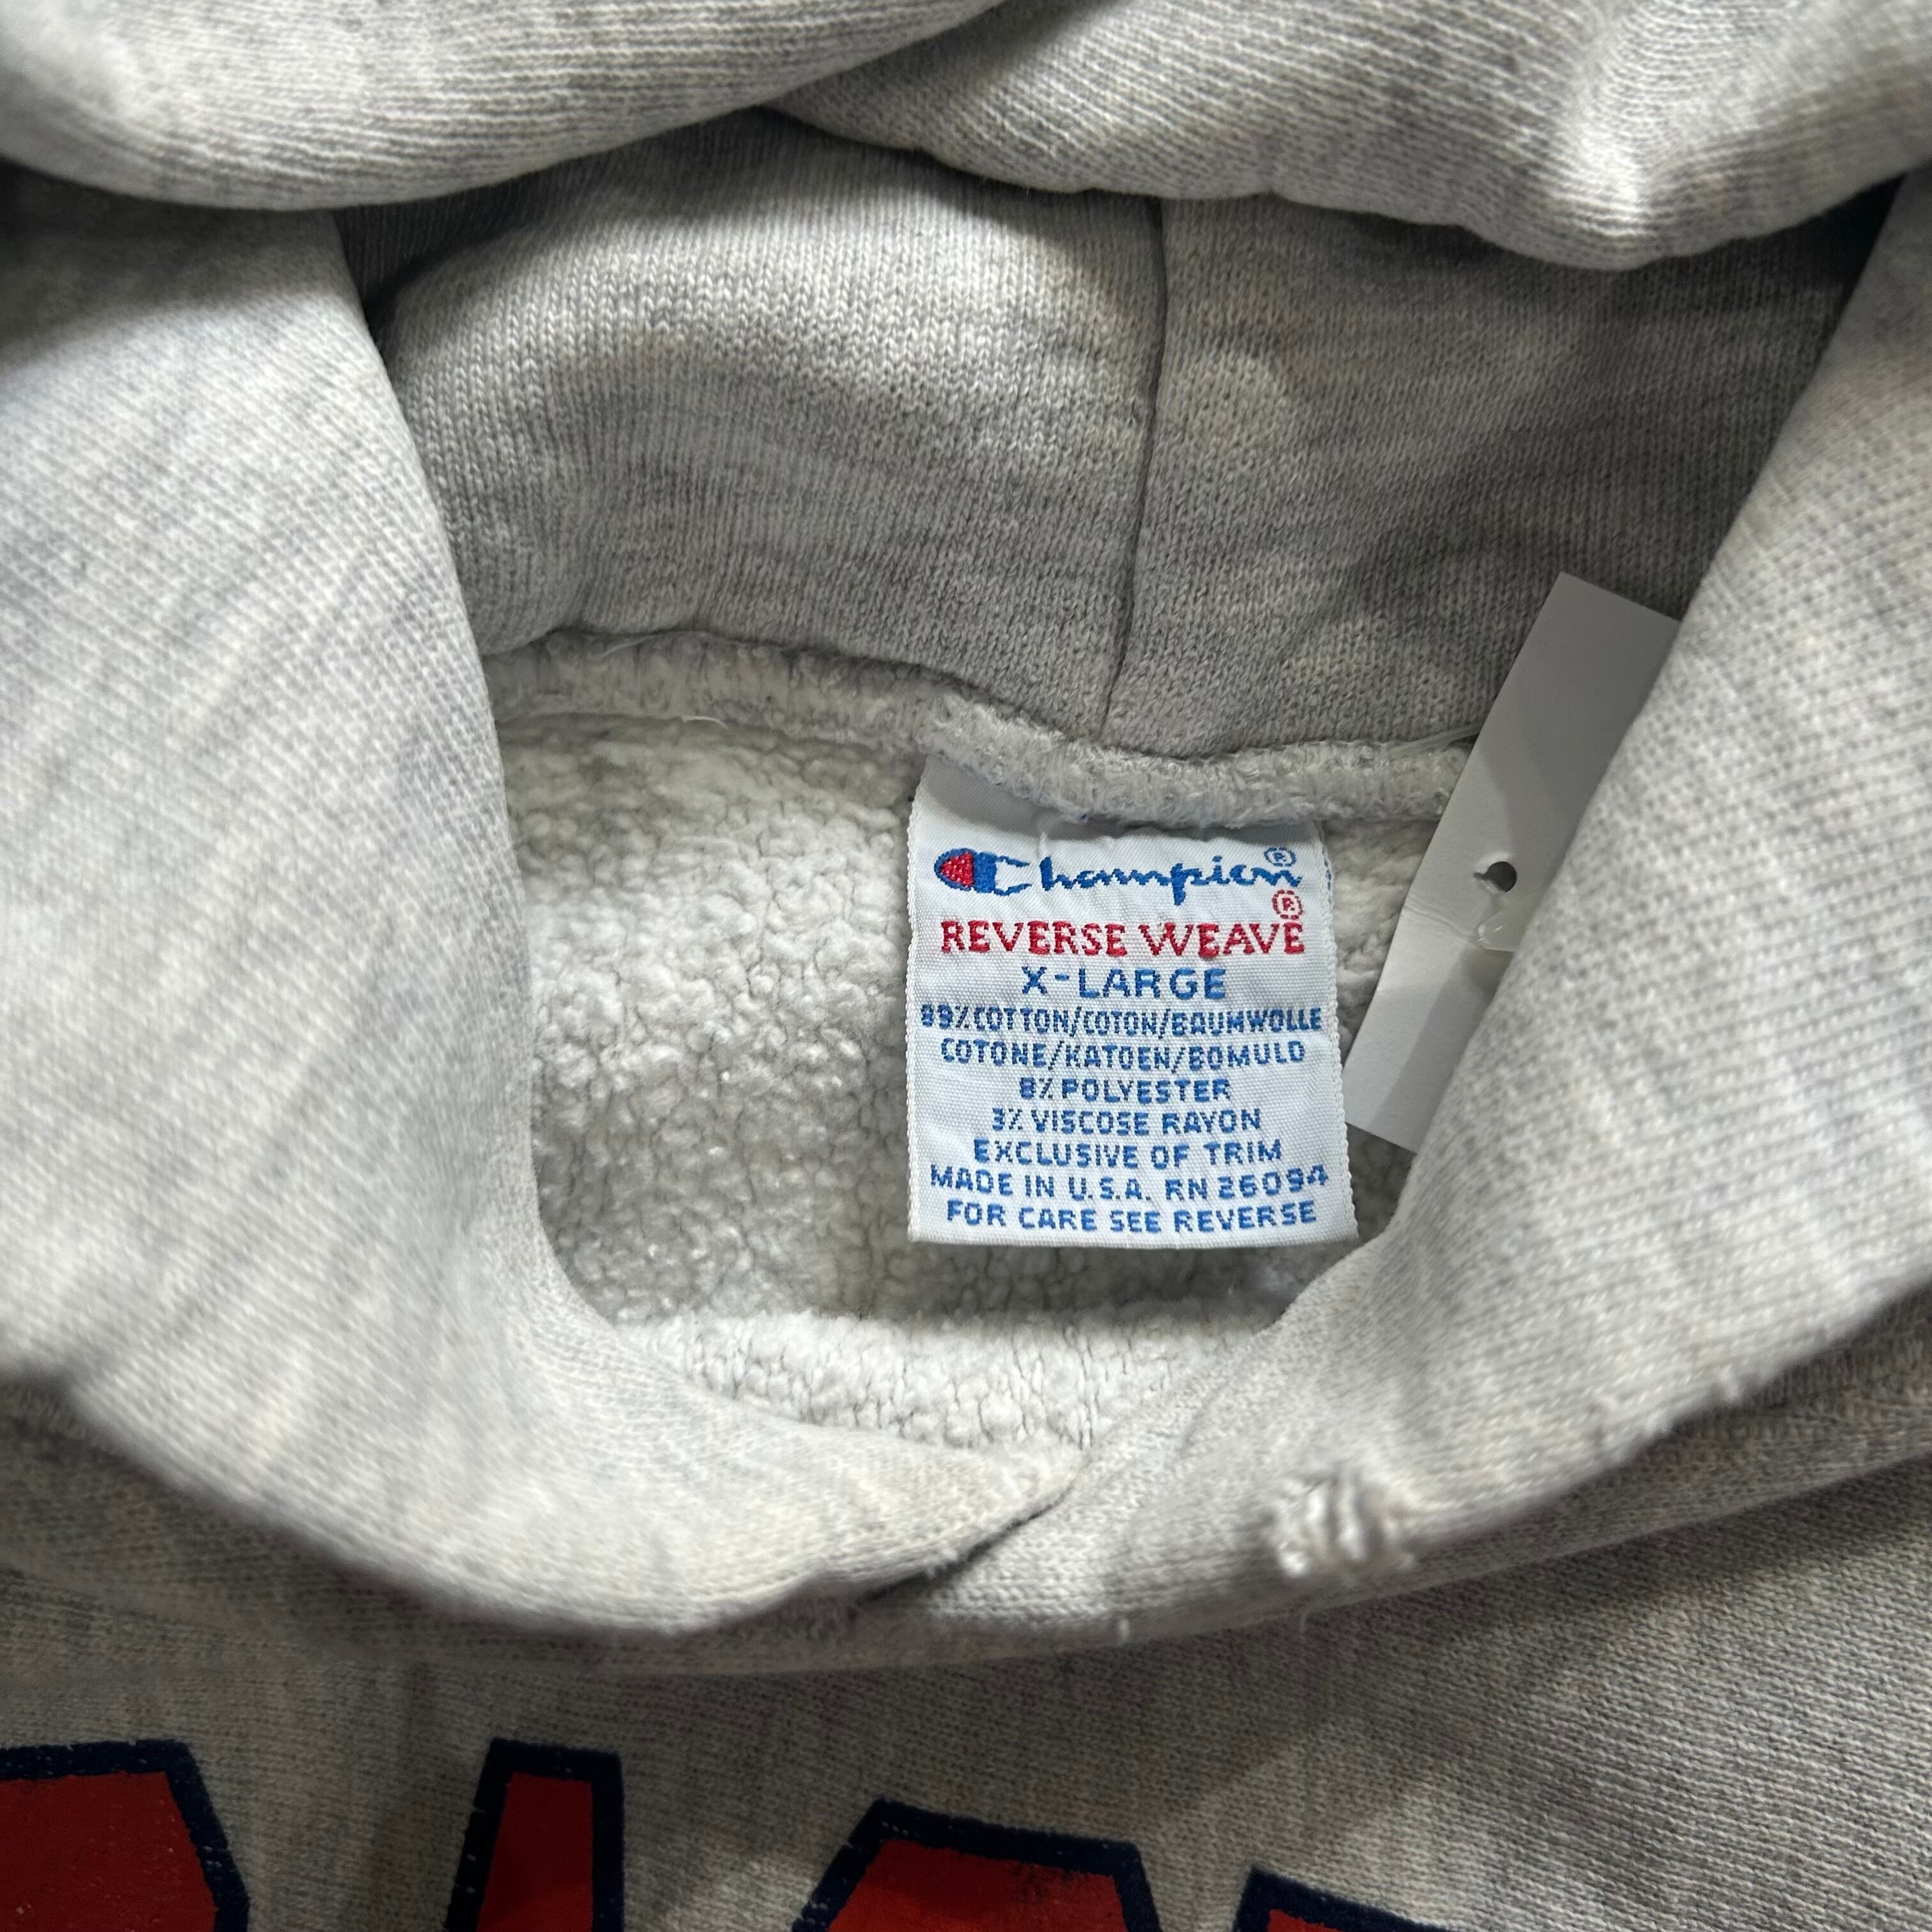 Champion®
REVERSE WEAVE®
X-LARGE
89% COTTON/COTON/BAUMWOLLE
COTONE/KATOEN/BOMULD
8% POLYESTER
3% VISCOSE RAYON
EXCLUSIVE OF TRIM
MADE IN U.S.A. RN 26094
FOR CARE SEE REVERSE